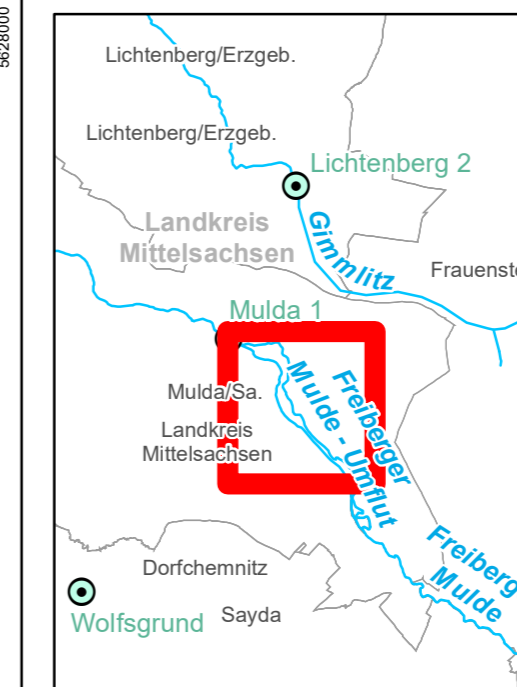 5628000
Lichtenberg/Erzgeb.
Lichtenberg/Erzgeb.
Lichtenberg 2
Landkreis
Mittelsachsen
Gimmlitz
Frauenste
Mulda 1
Mulda/Sa.
Landkreis
Mittelsachsen
Freiberger
Mulde - Umflut
Freiberg
Mulde
Dorfchemnitz
Sayda
Wolfsgrund